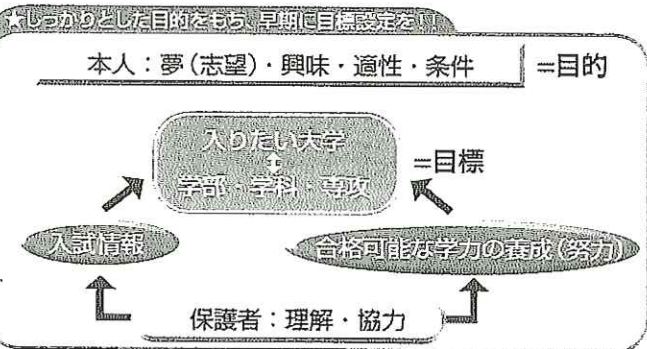 ★しっかりとした目的をもち、早期に目標設定を!!
本人：夢(志望)・興味・適性・条件 =目的
入りたい大学
↕
学部・学科・専攻
=目標
入試情報
合格可能な学力の養成(努力)
保護者：理解・協力